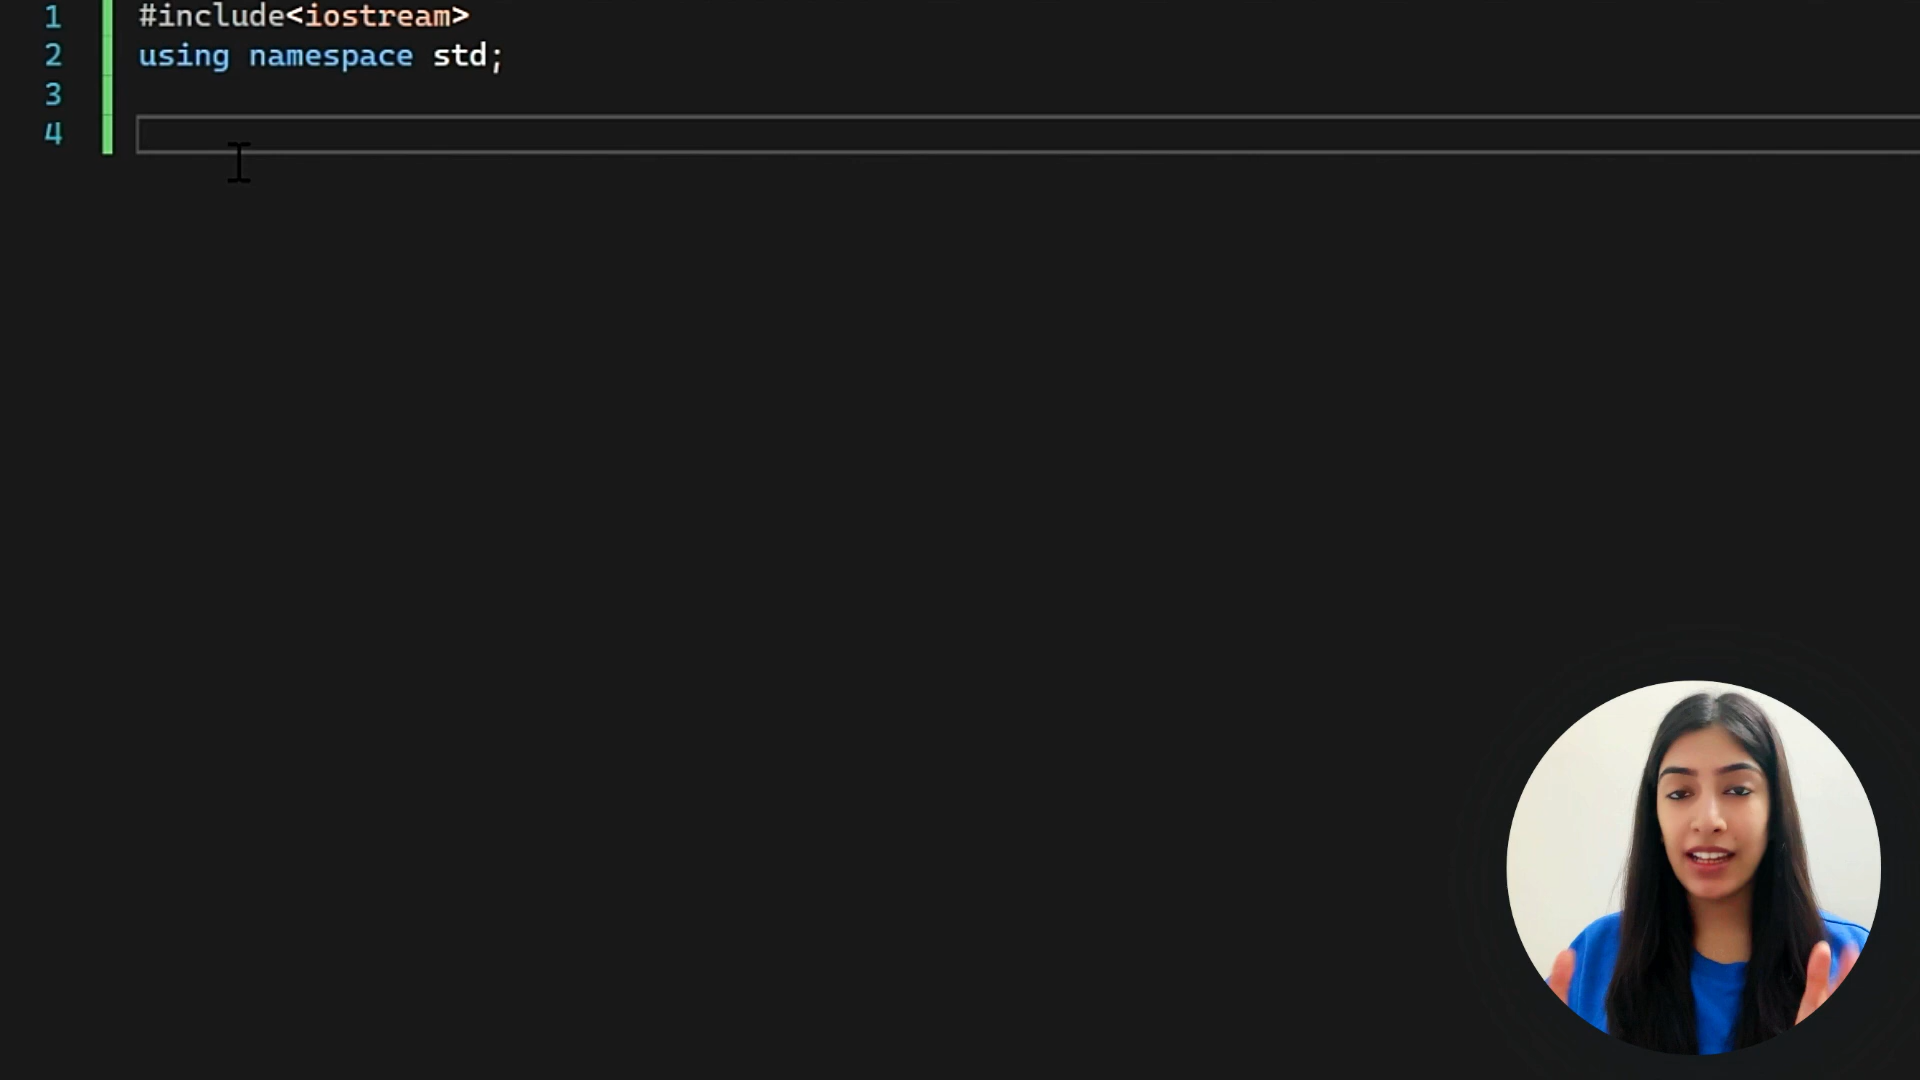 1 #include<iostream>
2 using namespace std;
3
4